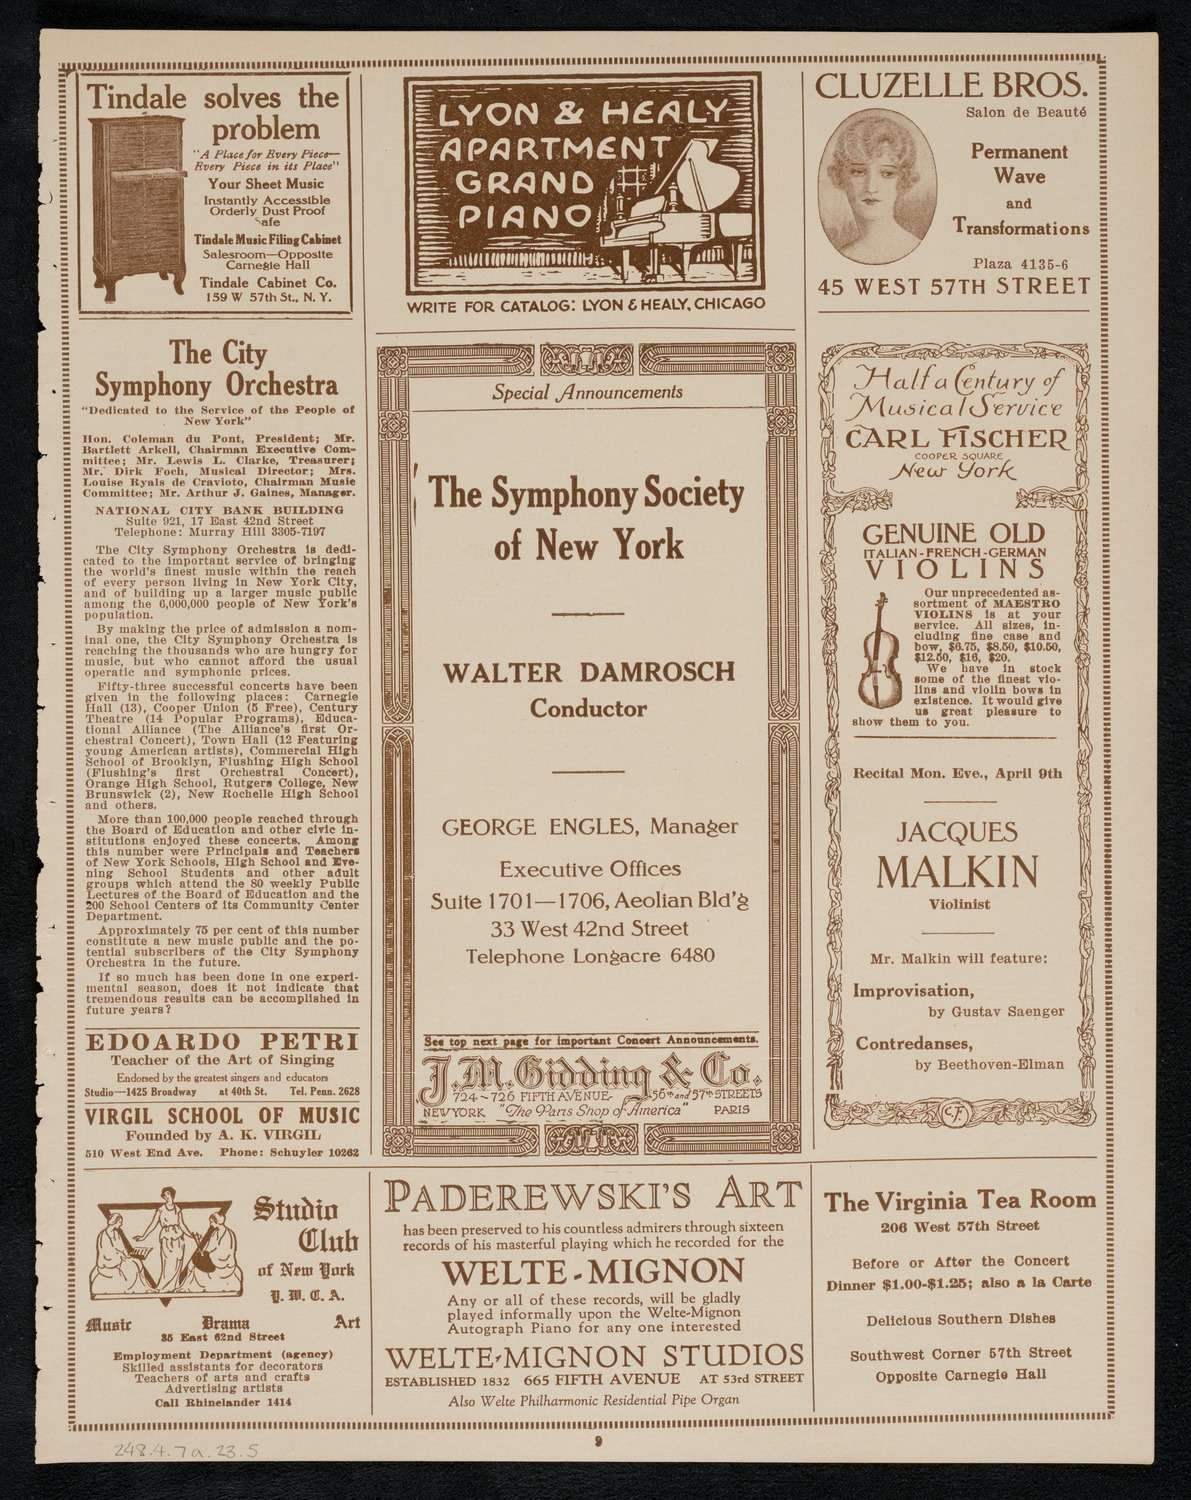 Tindale solves the
problem
"A Place for Every Piece—
Every Piece in its Place"
Your Sheet Music
Instantly Accessible
Orderly Dust Proof
Safe
Tindale Music Filing Cabinet
Salesroom—Opposite
Carnegie Hall
Tindale Cabinet Co.
159 W 57th St., N. Y.
LYON & HEALY
APARTMENT
GRAND
PIANO
WRITE FOR CATALOG: LYON & HEALY, CHICAGO
CLUZELLE BROS.
Salon de Beauté
Permanent
Wave
and
Transformations
Plaza 4135-6
45 WEST 57TH STREET
The City
Symphony Orchestra
"Dedicated to the Service of the People of
New York"
Hon. Coleman du Pont, President; Mr.
Bartlett Arkell, Chairman Executive Com-
mittee; Mr. Lewis L. Clarke, Treasurer;
Mr. Dirk Foch, Musical Director; Mrs.
Louise Ryals de Cravioto, Chairman Music
Committee; Mr. Arthur J. Gaines, Manager.
NATIONAL CITY BANK BUILDING
Suite 921, 17 East 42nd Street
Telephone: Murray Hill 3305-7197
The City Symphony Orchestra is dedi-
cated to the important service of bringing
the world's finest music within the reach
of every person living in New York City,
and of building up a larger music public
among the 6,000,000 people of New York's
population.
By making the price of admission a nom-
inal one, the City Symphony Orchestra is
reaching the thousands who are hungry for
music, but who cannot afford the usual
operatic and symphonic prices.
Fifty-three successful concerts have been
given in the following places: Carnegie
Hall (13), Cooper Union (5 Free), Century
Theatre (14 Popular Programs), Educa-
tional Alliance (The Alliance's first Or-
chestral Concert), Town Hall (12 Featuring
young American artists), Commercial High
School of Brooklyn, Flushing High School
(Flushing's first Orchestral Concert),
Orange High School, Rutgers College, New
Brunswick (2), New Rochelle High School
and others.
More than 100,000 people reached through
the Board of Education and other civic in-
stitutions enjoyed these concerts. Among
this number were Principals and Teachers
of New York Schools, High School and Eve-
ning School Students and other adult
groups which attend the 80 weekly Public
Lectures of the Board of Education and the
200 School Centers of its Community Center
Department.
Approximately 75 per cent of this number
constitute a new music public and the po-
tential subscribers of the City Symphony
Orchestra in the future.
If so much has been done in one experi-
mental season, does it not indicate that
tremendous results can be accomplished in
future years?
EDOARDO PETRI
Teacher of the Art of Singing
Endorsed by the greatest singers and educators
Studio—1425 Broadway at 40th St. Tel. Penn. 2628
VIRGIL SCHOOL OF MUSIC
Founded by A. K. VIRGIL
510 West End Ave. Phone: Schuyler 10262
Special Announcements
The Symphony Society
of New York
WALTER DAMROSCH
Conductor
GEORGE ENGLES, Manager
Executive Offices
Suite 1701—1706, Aeolian Bld'g
33 West 42nd Street
Telephone Longacre 6480
See top next page for important Concert Announcements.
J.M. Gidding & Co.
724~726 FIFTH AVENUE~ 56th and 57th STREETS
NEW YORK "The Paris Shop of America" PARIS
Half a Century of
Musical Service
CARL FISCHER
COOPER SQUARE
New York
GENUINE OLD
ITALIAN-FRENCH-GERMAN
VIOLINS
Our unprecedented as-
sortment of MAESTRO
VIOLINS is at your
service. All sizes, in-
cluding fine case and
bow, $6.75, $8.50, $10.50,
$12.50, $16, $20.
We have in stock
some of the finest vio-
lins and violin bows in
existence. It would give
us great pleasure to
show them to you.
Recital Mon. Eve., April 9th
JACQUES
MALKIN
Violinist
Mr. Malkin will feature:
Improvisation,
by Gustav Saenger
Contredanses,
by Beethoven-Elman
C.F.
Studio
Club
of New York
Y. W. C. A.
Music Drama Art
35 East 62nd Street
Employment Department (agency)
Skilled assistants for decorators
Teachers of arts and crafts
Advertising artists
Call Rhinelander 1414
PADEREWSKI'S ART
has been preserved to his countless admirers through sixteen
records of his masterful playing which he recorded for the
WELTE-MIGNON
Any or all of these records, will be gladly
played informally upon the Welte-Mignon
Autograph Piano for any one interested
WELTE-MIGNON STUDIOS
ESTABLISHED 1832 665 FIFTH AVENUE AT 53rd STREET
Also Welte Philharmonic Residential Pipe Organ
The Virginia Tea Room
206 West 57th Street
Before or After the Concert
Dinner $1.00-$1.25; also a la Carte
Delicious Southern Dishes
Southwest Corner 57th Street
Opposite Carnegie Hall
9
248.4.7a.23.5